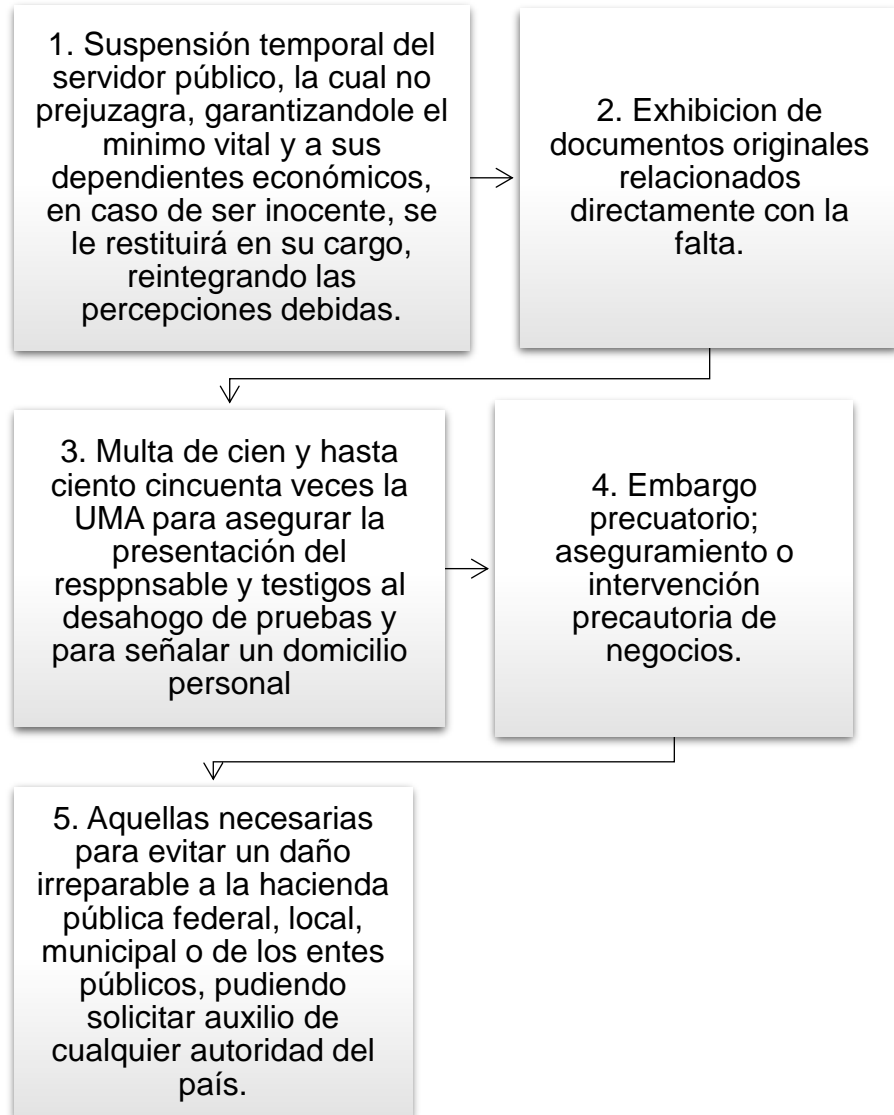 1. Suspensión temporal del
servidor público, la cual no
prejuzagra, garantizandole el
minimo vital y a sus
dependientes económicos,
en caso de ser inocente, se
le restituirá en su cargo,
reintegrando las
percepciones debidas.
2. Exhibicion de
documentos originales
relacionados
directamente con la
falta.
3. Multa de cien y hasta
ciento cincuenta veces la
UMA para asegurar la
presentación del
resppnsable y testigos al
desahogo de pruebas y
para señalar un domicilio
personal
4. Embargo
precuatorio;
aseguramiento o
intervención
precautoria de
negocios.
5. Aquellas necesarias
para evitar un daño
irreparable a la hacienda
pública federal, local,
municipal o de los entes
públicos, pudiendo
solicitar auxilio de
cualquier autoridad del
país.